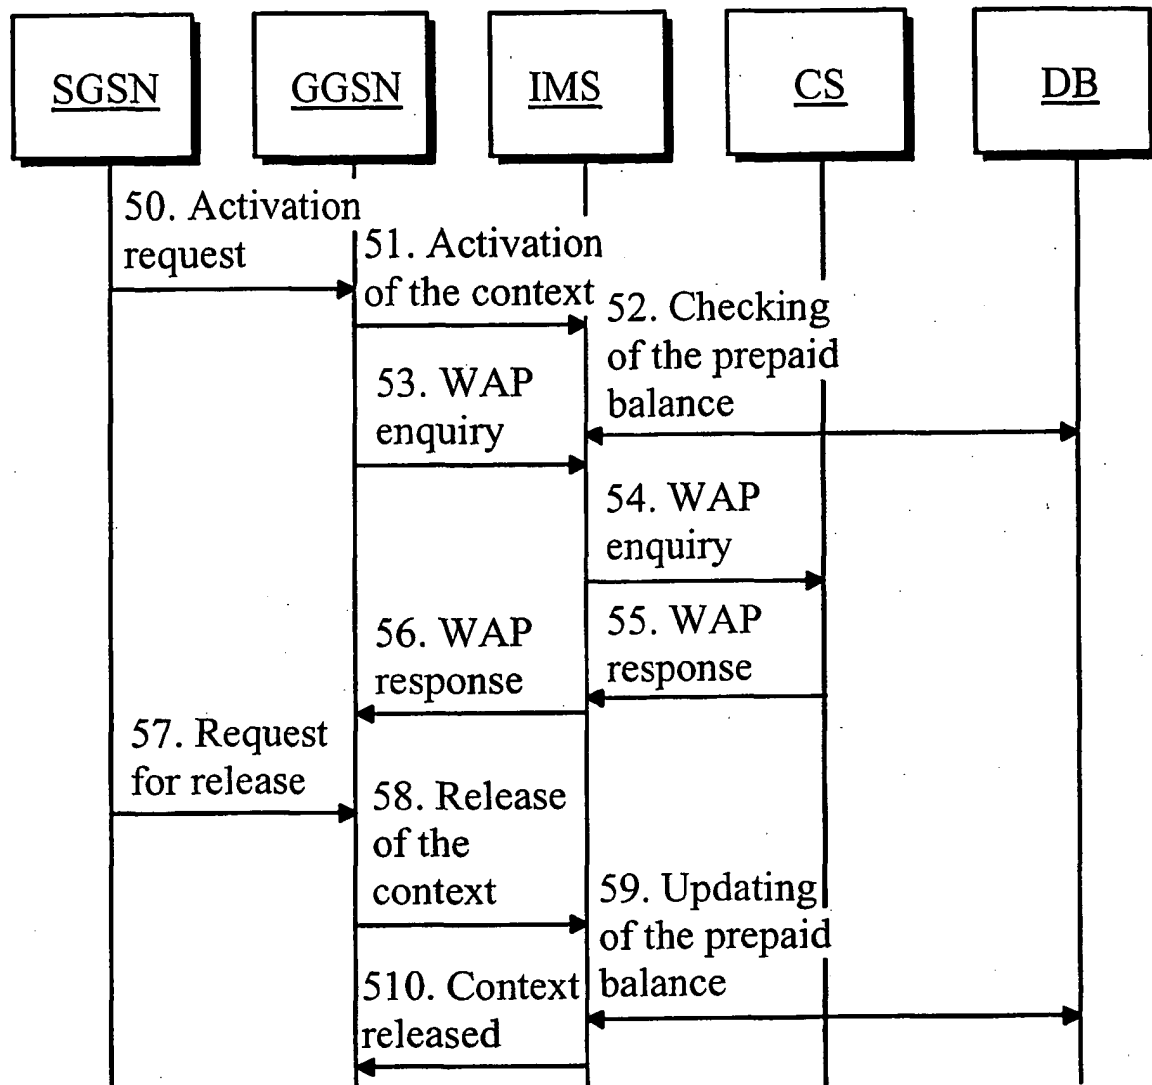 SGSN
GGSN
IMS
CS
DB
50. Activation
request
51. Activation
of the context
52. Checking
of the prepaid
balance
53. WAP
enquiry
54. WAP
enquiry
55. WAP
response
56. WAP
response
57. Request
for release
58. Release
of the
context
59. Updating
of the prepaid
balance
510. Context
released